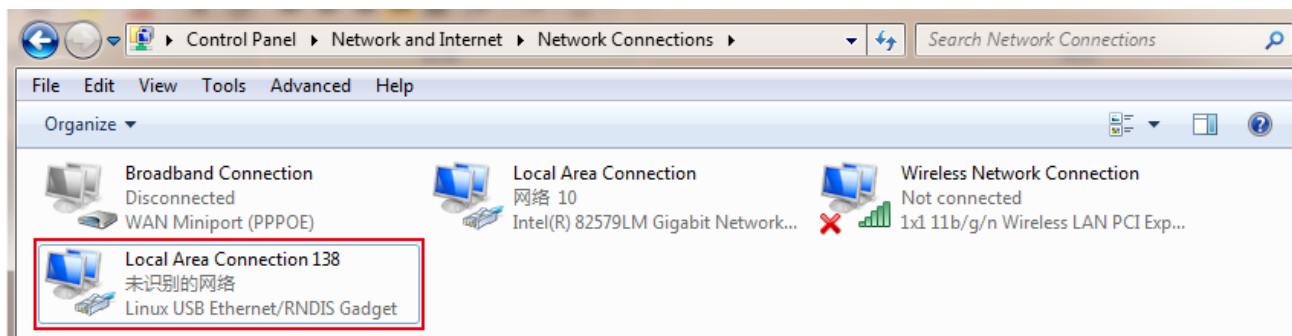 Control Panel ▸ Network and Internet ▸ Network Connections ▸
Search Network Connections
File Edit View Tools Advanced Help
Organize
Broadband Connection
Disconnected
WAN Miniport (PPPOE)
Local Area Connection
网络 10
Intel(R) 82579LM Gigabit Network...
Wireless Network Connection
Not connected
1x1 11b/g/n Wireless LAN PCI Exp...
Local Area Connection 138
未识别的网络
Linux USB Ethernet/RNDIS Gadget